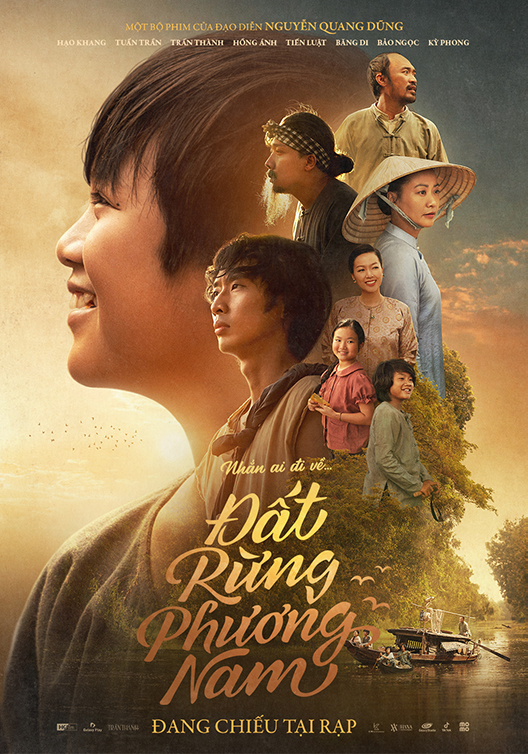 MỘT BỘ PHIM CỦA ĐẠO DIỄN NGUYỄN QUANG DŨNG
HẠO KHANG TUẤN TRẦN TRẤN THÀNH HỒNG ÁNH TIẾN LUẬT BĂNG DI BẢO NGỌC KỲ PHONG
Nhắn ai đi về...
Đất
Rừng
Phương
Nam
ĐANG CHIẾU TẠI RẠP